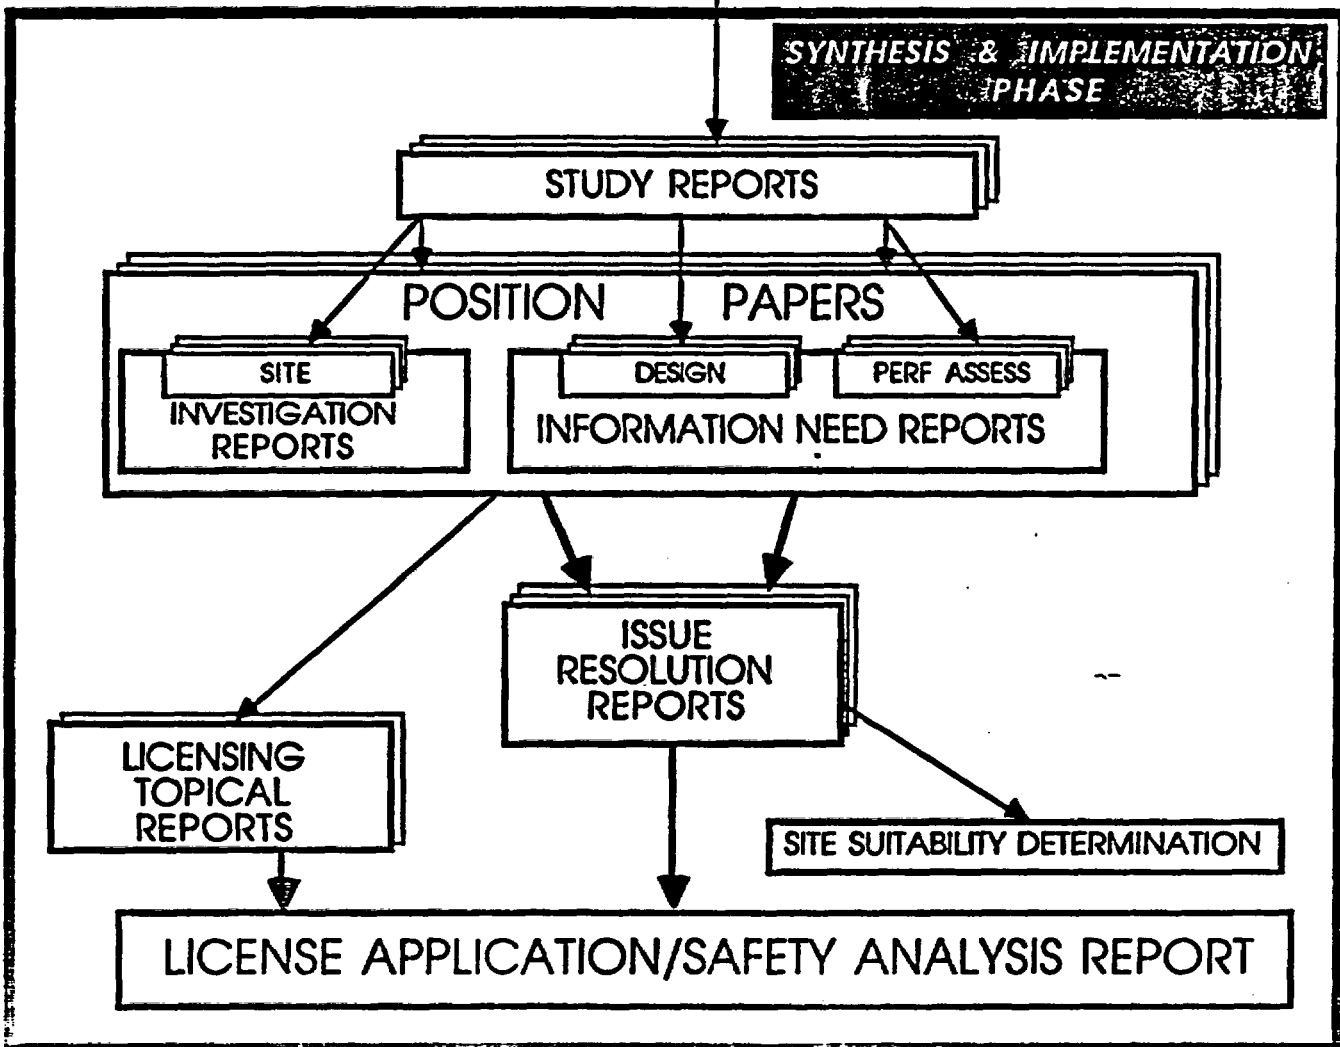 SYNTHESIS & IMPLEMENTATION
PHASE
STUDY REPORTS
POSITION PAPERS
SITE
INVESTIGATION
REPORTS
DESIGN
PERF ASSESS
INFORMATION NEED REPORTS
ISSUE
RESOLUTION
REPORTS
LICENSING
TOPICAL
REPORTS
SITE SUITABILITY DETERMINATION
LICENSE APPLICATION/SAFETY ANALYSIS REPORT